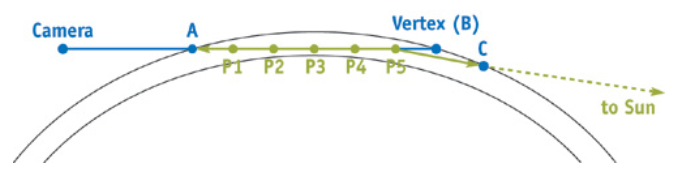 Camera
A
Vertex (B)
C
P1 P2 P3 P4 P5
to Sun